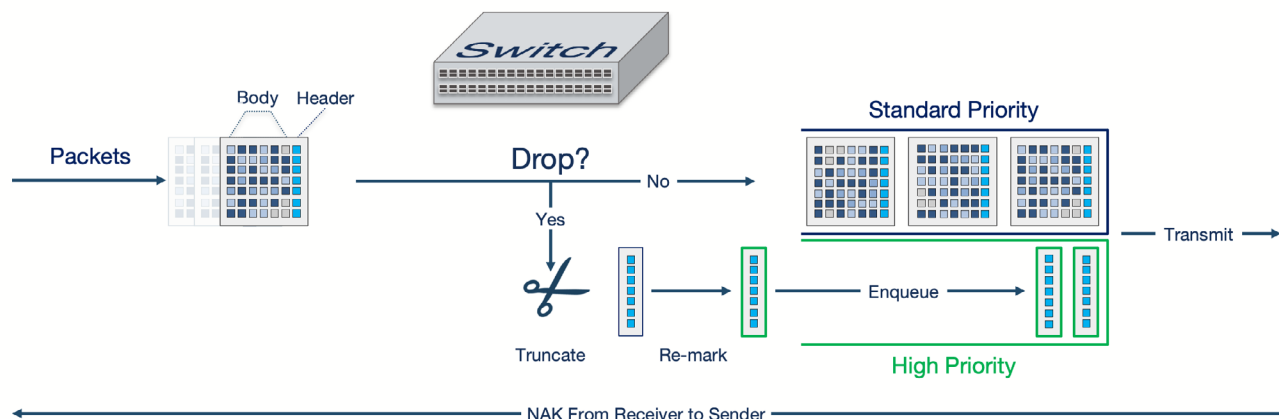 Switch
Body
Header
Standard Priority
Packets
Drop?
No
Yes
Transmit
Enqueue
Truncate
Re-mark
High Priority
NAK From Receiver to Sender